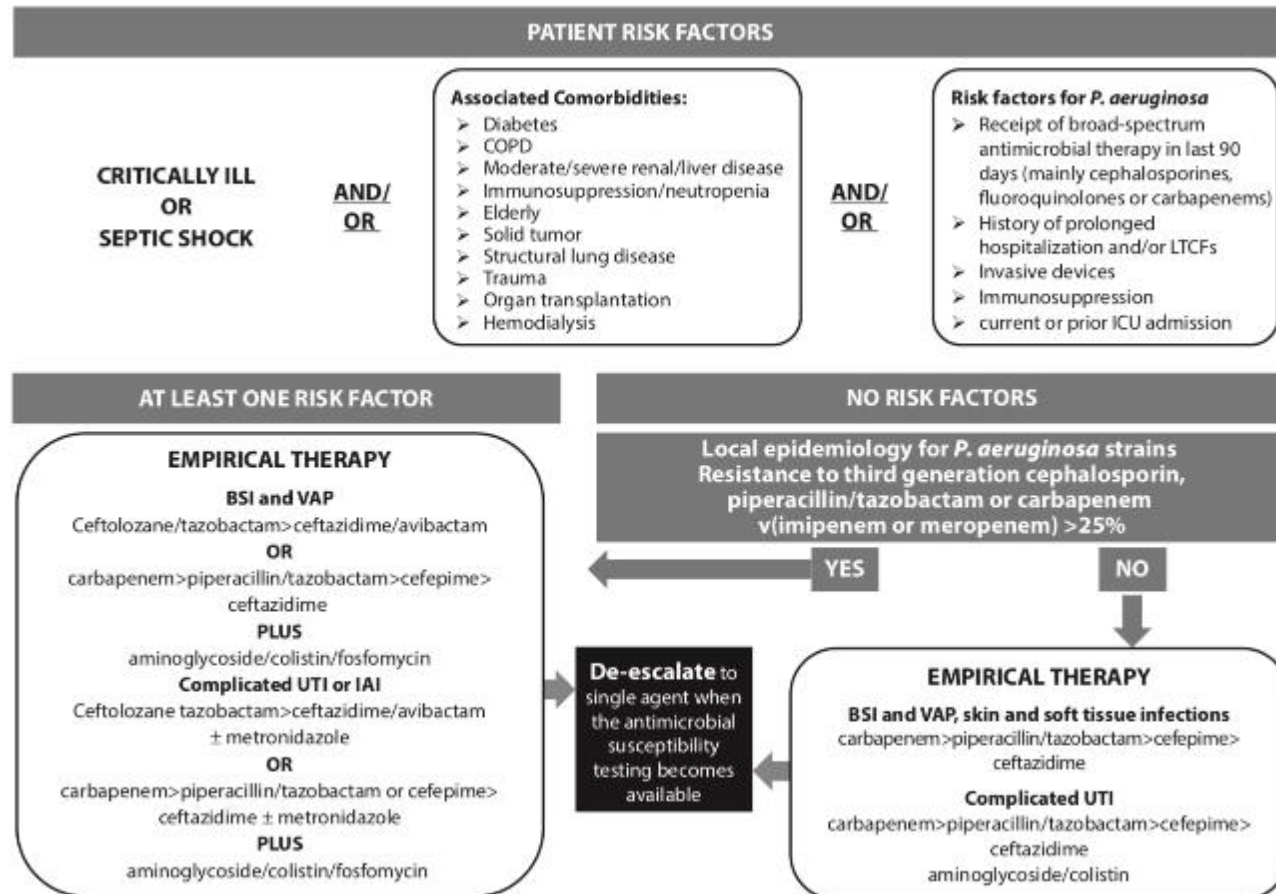 PATIENT RISK FACTORS
CRITICALLY ILL
OR
SEPTIC SHOCK
AND/
OR
Associated Comorbidities:
➢ Diabetes
➢ COPD
➢ Moderate/severe renal/liver disease
➢ Immunosuppression/neutropenia
➢ Elderly
➢ Solid tumor
➢ Structural lung disease
➢ Trauma
➢ Organ transplantation
➢ Hemodialysis
AND/
OR
Risk factors for P. aeruginosa
➢ Receipt of broad-spectrum
antimicrobial therapy in last 90
days (mainly cephalosporines,
fluoroquinolones or carbapenems)
➢ History of prolonged
hospitalization and/or LTCFs
➢ Invasive devices
➢ Immunosuppression
➢ current or prior ICU admission
AT LEAST ONE RISK FACTOR
EMPIRICAL THERAPY
BSI and VAP
Ceftolozane/tazobactam>ceftazidime/avibactam
OR
carbapenem>piperacillin/tazobactam>cefepime>
ceftazidime
PLUS
aminoglycoside/colistin/fosfomycin
Complicated UTI or IAI
Ceftolozane tazobactam>ceftazidime/avibactam
± metronidazole
OR
carbapenem>piperacillin/tazobactam or cefepime>
ceftazidime ± metronidazole
PLUS
aminoglycoside/colistin/fosfomycin
NO RISK FACTORS
Local epidemiology for P. aeruginosa strains
Resistance to third generation cephalosporin,
piperacillin/tazobactam or carbapenem
v(imipenem or meropenem) >25%
YES
NO
De-escalate to
single agent when
the antimicrobial
susceptibility
testing becomes
available
EMPIRICAL THERAPY
BSI and VAP, skin and soft tissue infections
carbapenem>piperacillin/tazobactam>cefepime>
ceftazidime
Complicated UTI
carbapenem>piperacillin/tazobactam>cefepime>
ceftazidime
aminoglycoside/colistin